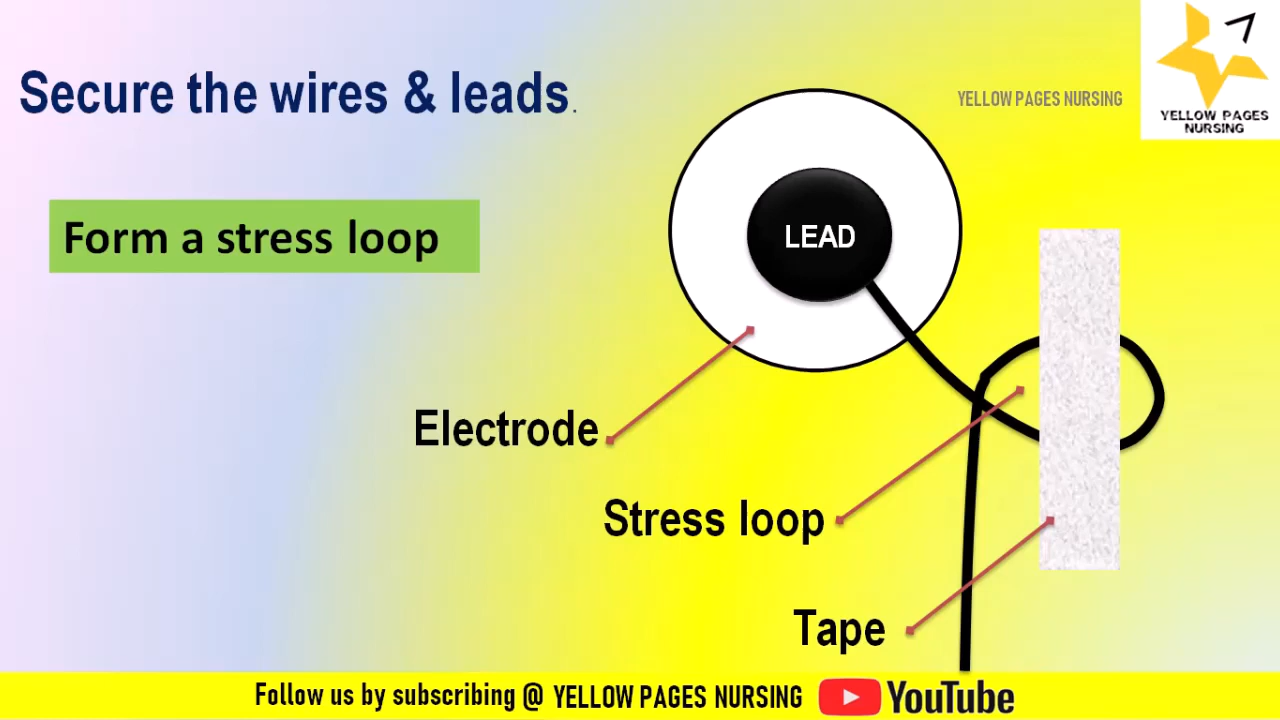 Secure the wires & leads.
YELLOW PAGES NURSING
YELLOW PAGES
NURSING
Form a stress loop
LEAD
Electrode
Stress loop
Tape
Follow us by subscribing @ YELLOW PAGES NURSING YouTube